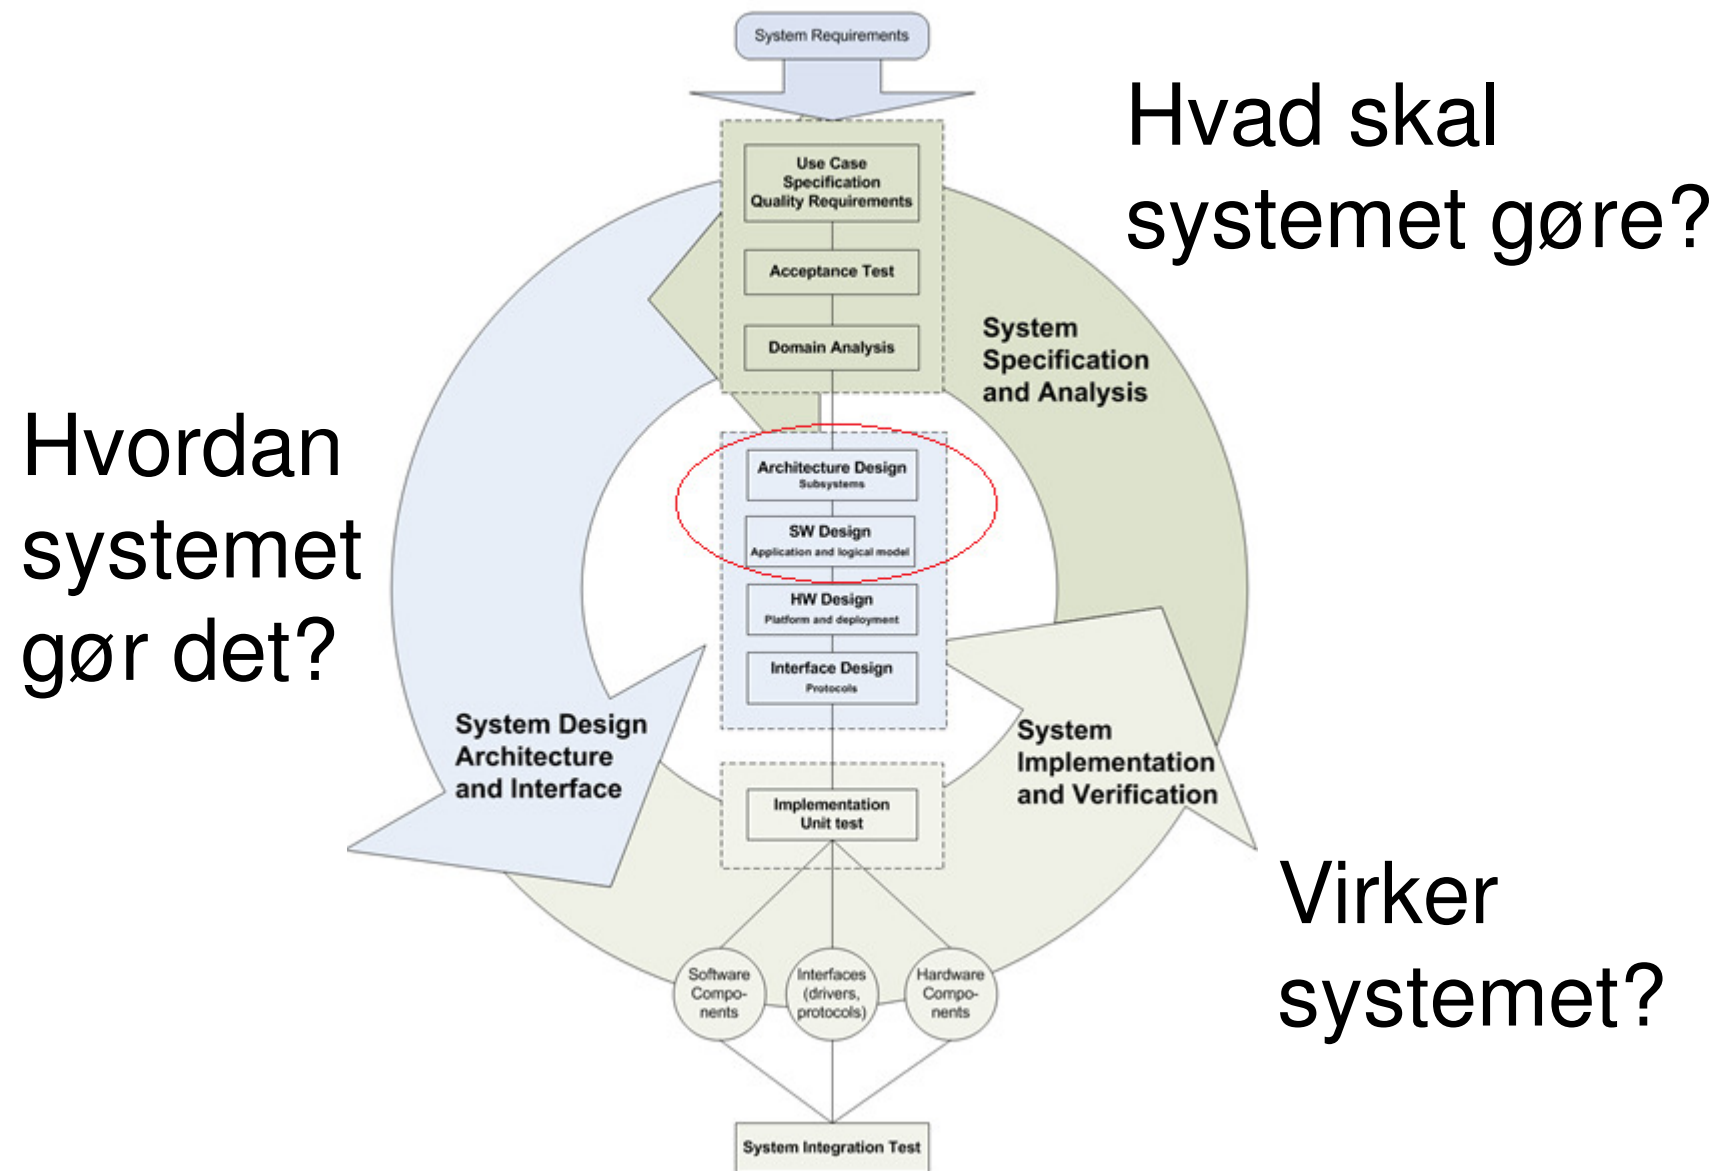 System Requirements
Hvad skal
systemet gøre?
Use Case
Specification
Quality Requirements
Acceptance Test
Domain Analysis
System
Specification
and Analysis
Hvordan
systemet
gør det?
Architecture Design
Subsystems
SW Design
Application and logical model
HW Design
Platform and deployment
Interface Design
Protocols
System Design
Architecture
and Interface
System
Implementation
and Verification
Implementation
Unit test
Virker
systemet?
Software
Compo-
nents
Interfaces
(drivers,
protocols)
Hardware
Compo-
nents
System Integration Test